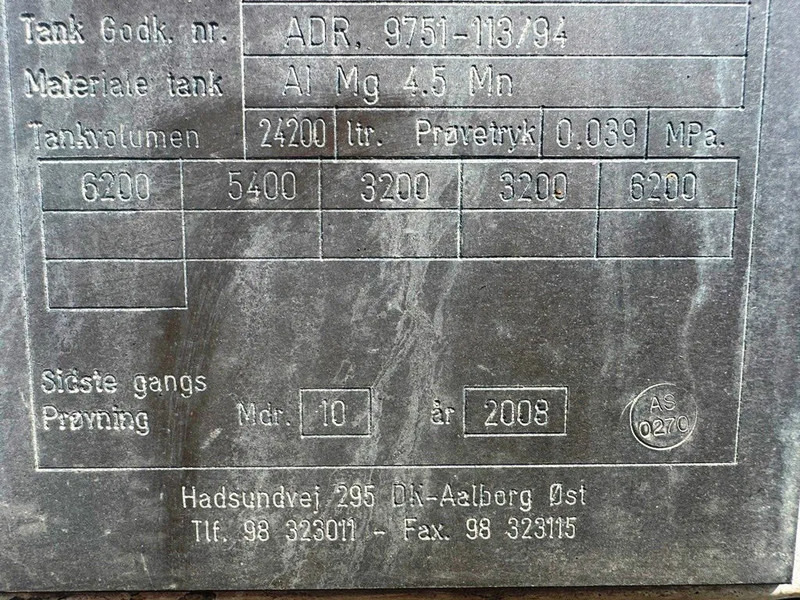 Tank Godk. nr. ADR. 9751-113/94
Materiale tank Al Mg 4.5 Mn
Tankvolumen 24200 ltr. Prøvetryk 0.039 MPa.
6200 5400 3200 3200 6200
Sidste gangs
Prøvning Mdr. 10 år 2008
AS
0270
Hadsundvej 295 DK-Aalborg Øst
Tlf. 98 323011 - Fax. 98 323115